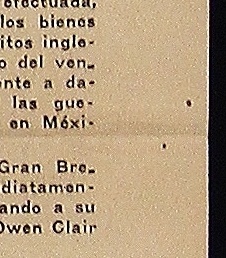 efectuada,
los bienes
itos ingle-
o del ven-
ente a da-
las gue-
en Méxi-
Gran Bre-
diatamen-
ando a su
Owen Clair